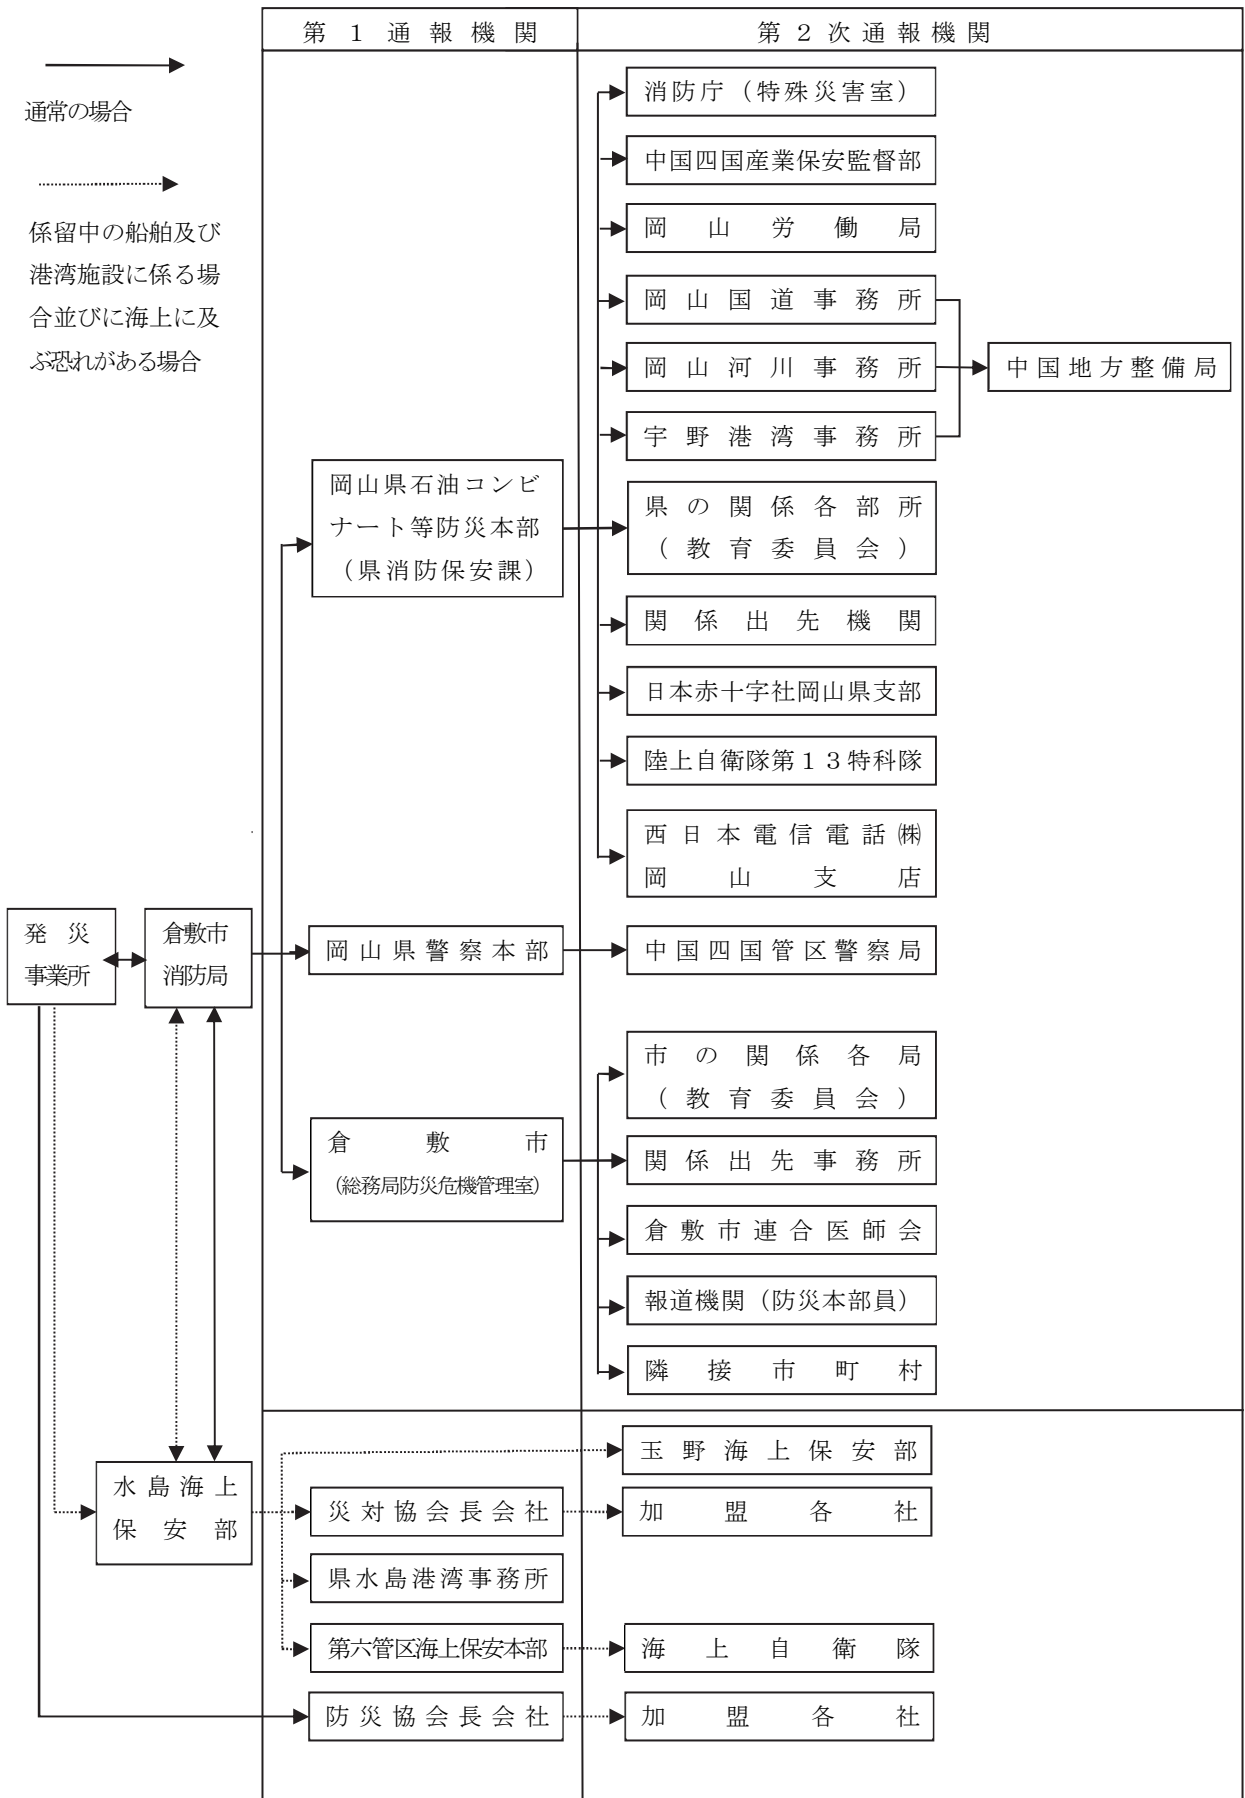 第１通報機関
第２次通報機関
通常の場合
係留中の船舶及び
港湾施設に係る場
合並びに海上に及
ぶ恐れがある場合
消防庁（特殊災害室）
中国四国産業保安監督部
岡山労働局
岡山国道事務所
岡山河川事務所
中国地方整備局
宇野港湾事務所
岡山県石油コンビ
ナート等防災本部
（県消防保安課）
県の関係各部所
（教育委員会）
関係出先機関
日本赤十字社岡山県支部
陸上自衛隊第１３特科隊
西日本電信電話㈱
岡山支店
発災
事業所
倉敷市
消防局
岡山県警察本部
中国四国管区警察局
市の関係各局
（教育委員会）
倉敷市
(総務局防災危機管理室)
関係出先事務所
倉敷市連合医師会
報道機関（防災本部員）
隣接市町村
玉野海上保安部
水島海上
保安部
災対協会長会社
加盟各社
県水島港湾事務所
第六管区海上保安本部
海上自衛隊
防災協会長会社
加盟各社